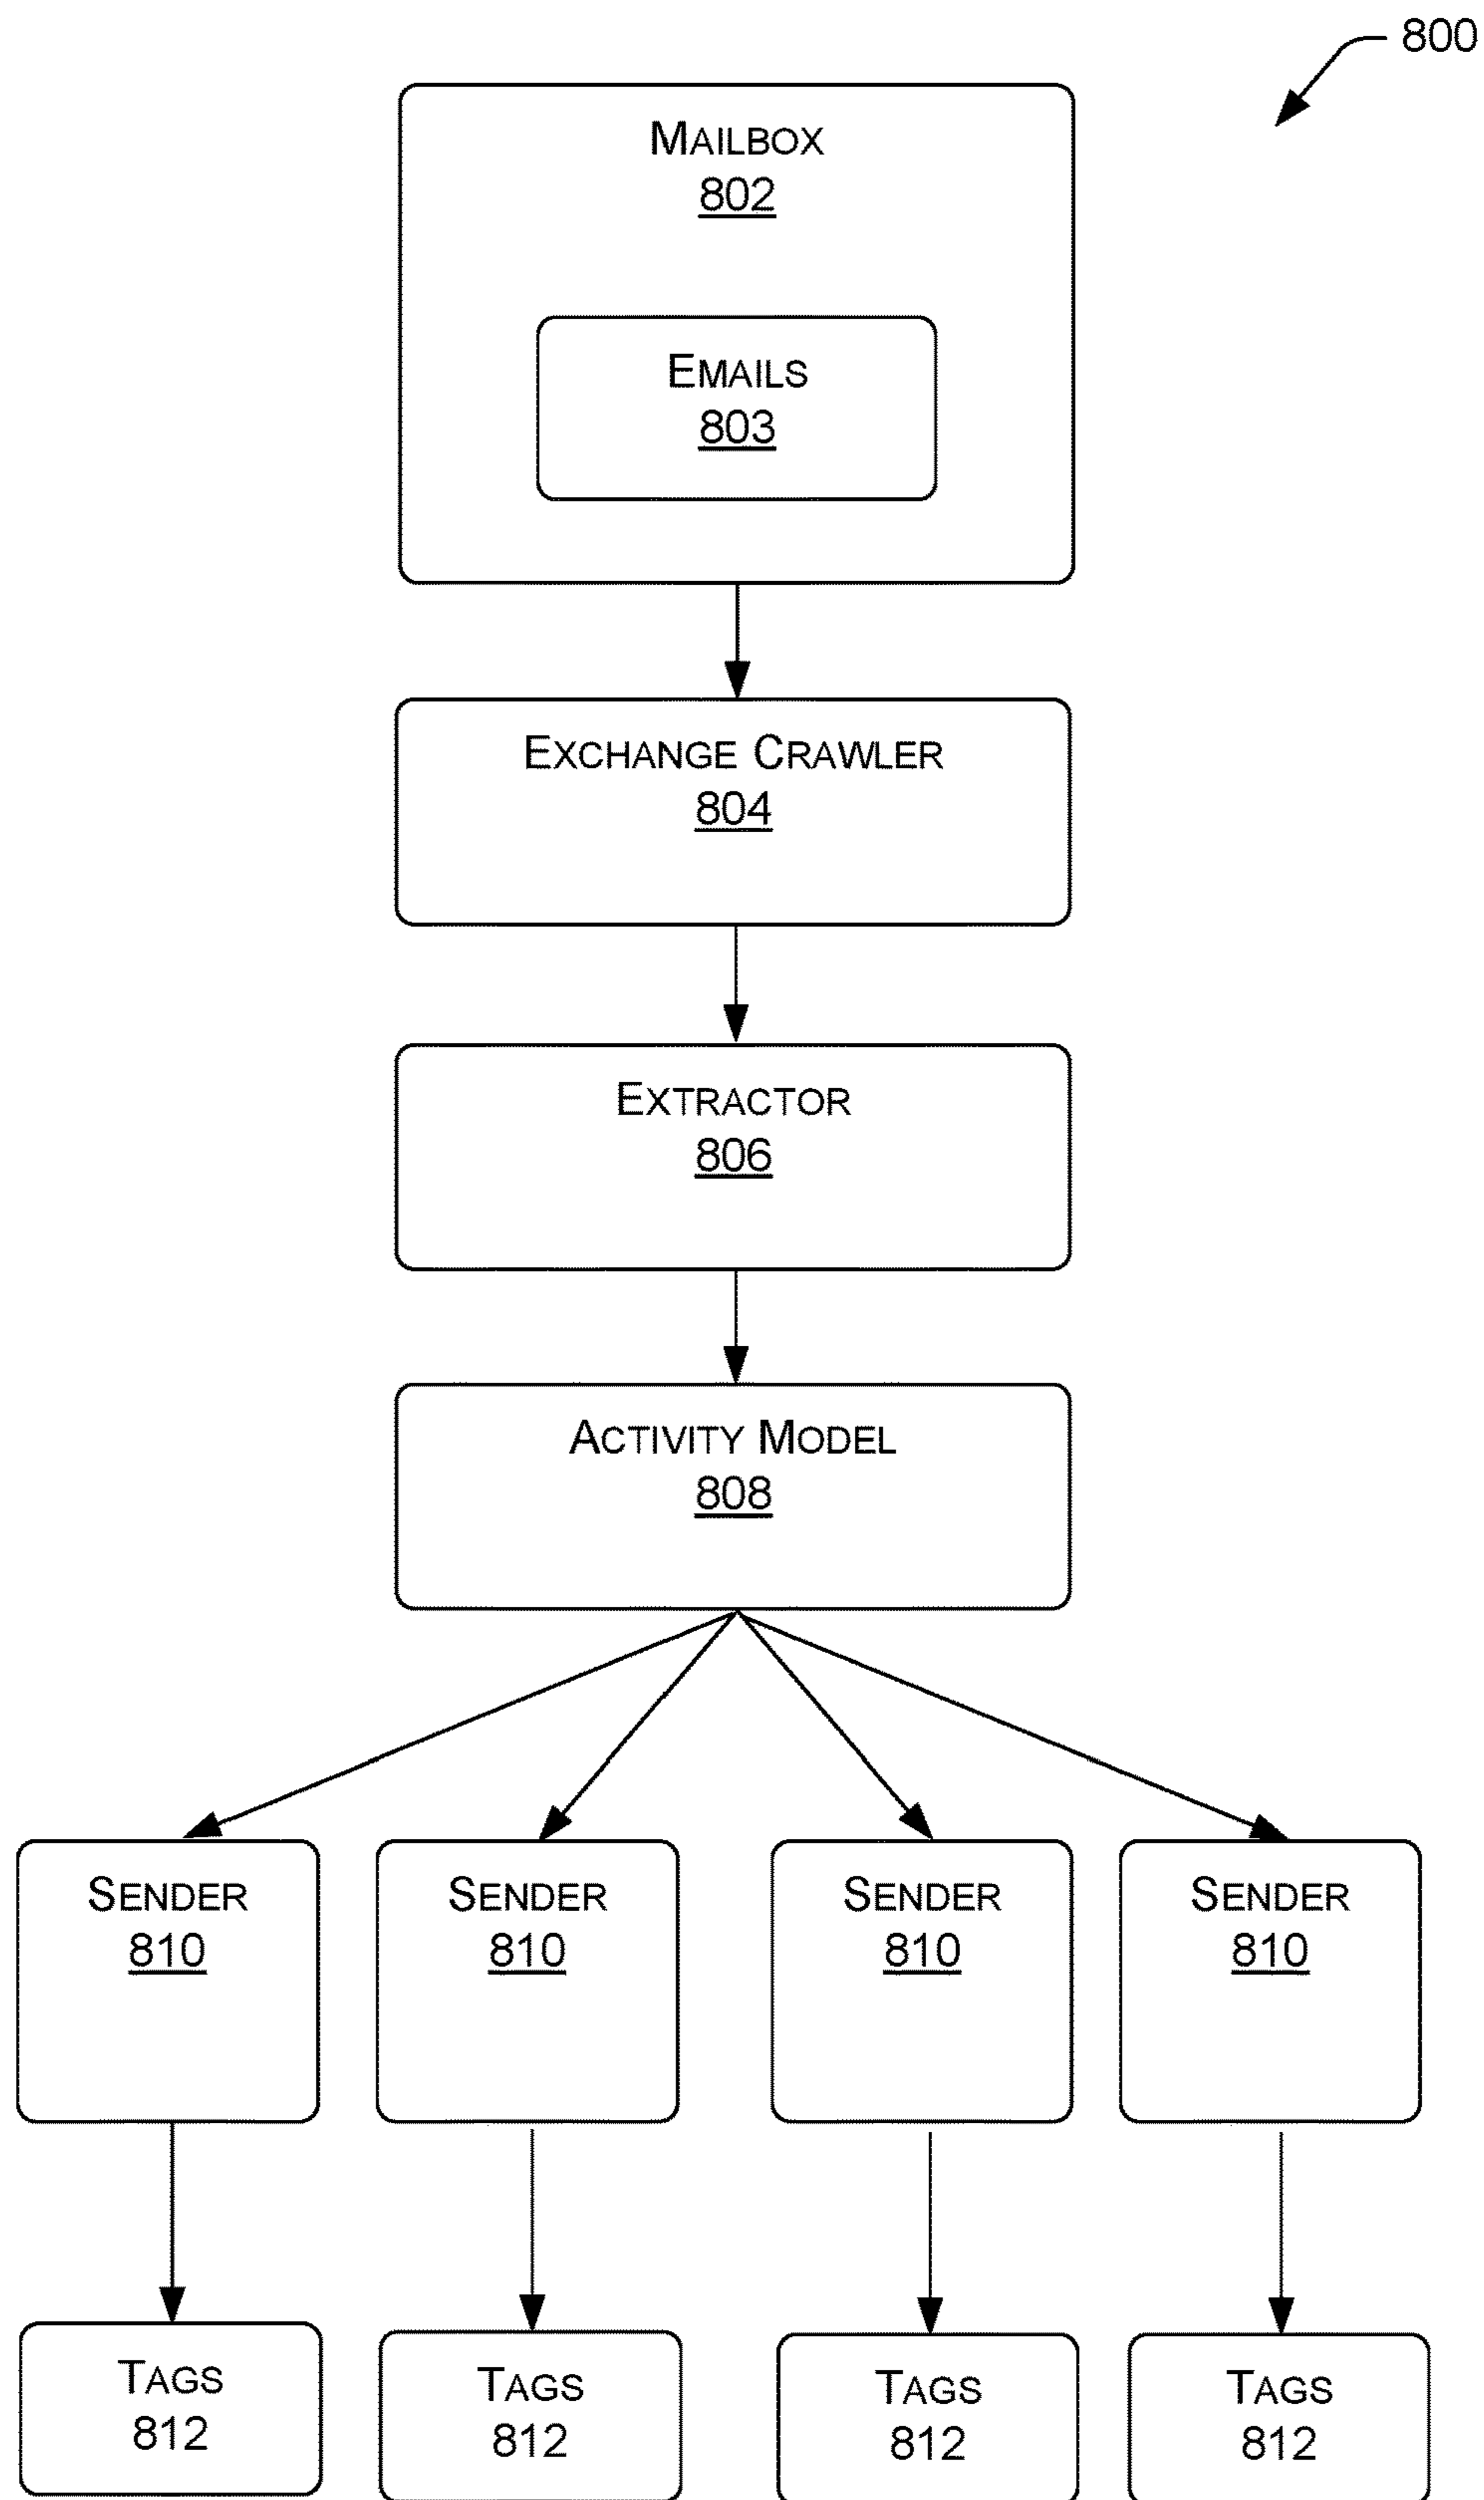 800
MAILBOX
802
EMAILS
803
EXCHANGE CRAWLER
804
EXTRACTOR
806
ACTIVITY MODEL
808
SENDER
810
SENDER
810
SENDER
810
SENDER
810
TAGS
812
TAGS
812
TAGS
812
TAGS
812